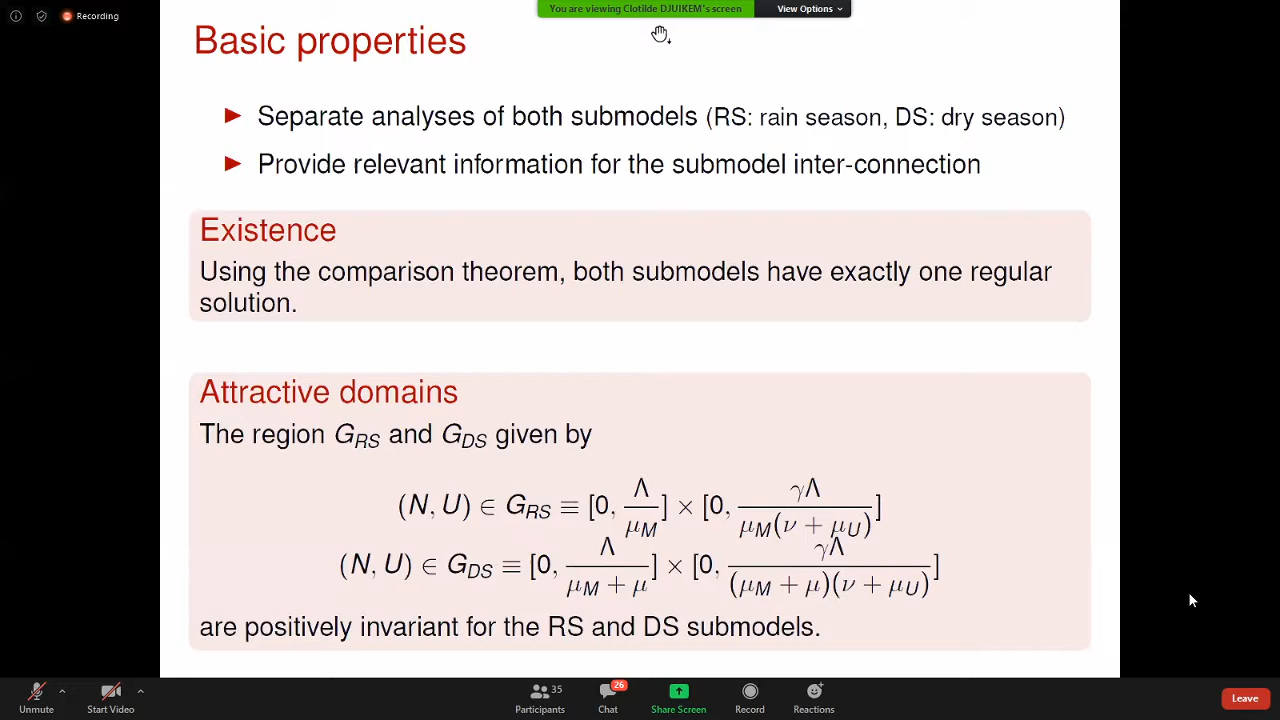 Recording
You are viewing Clotilde DJUIKEM's screen
View Options
Basic properties
Separate analyses of both submodels (RS: rain season, DS: dry season)
Provide relevant information for the submodel inter-connection
Existence
Using the comparison theorem, both submodels have exactly one regular
solution.
Attractive domains
The region G_RS and G_DS given by
(N, U) ∈ G_RS ≡ [0, Λ/μ_M] × [0, γΛ/(μ_M(ν + μ_U))]
(N, U) ∈ G_DS ≡ [0, Λ/(μ_M + μ)] × [0, γΛ/((μ_M + μ)(ν + μ_U))]
are positively invariant for the RS and DS submodels.
Unmute
Start Video
35
Participants
26
Chat
Share Screen
Record
Reactions
Leave